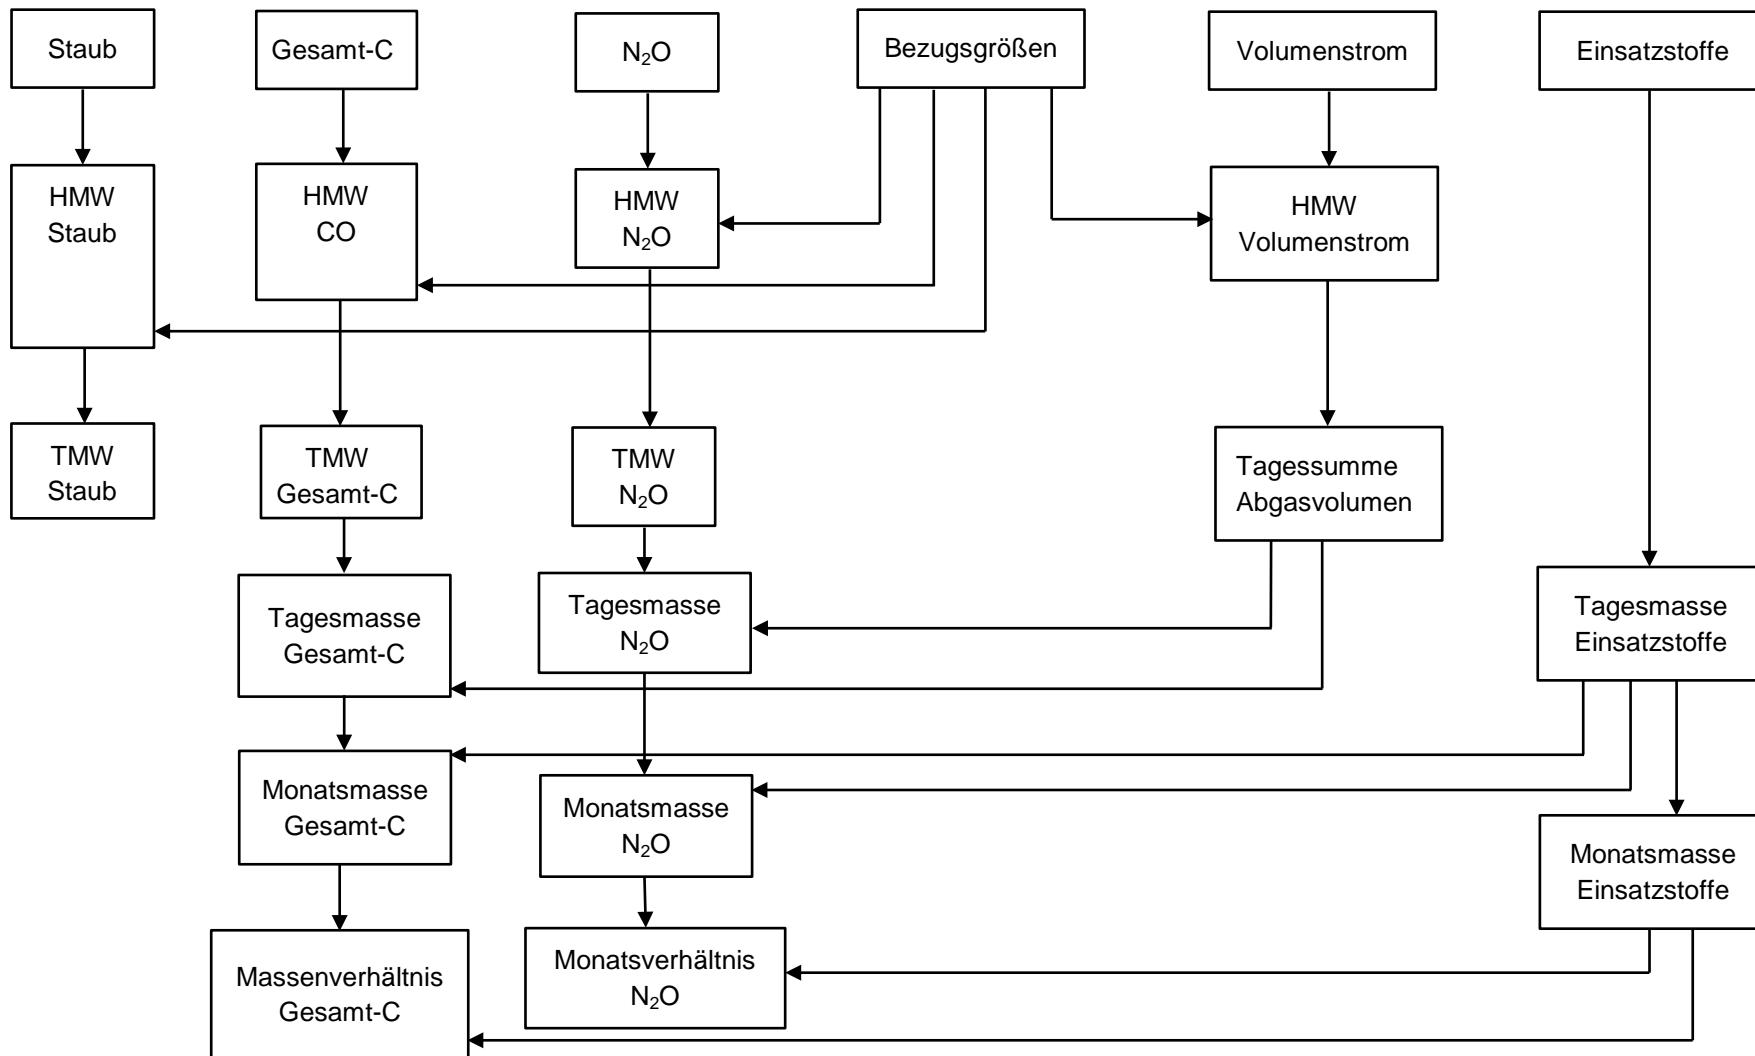 Staub
Gesamt-C
N₂O
Bezugsgrößen
Volumenstrom
Einsatzstoffe
HMW
Staub
HMW
CO
HMW
N₂O
HMW
Volumenstrom
TMW
Staub
TMW
Gesamt-C
TMW
N₂O
Tagessumme
Abgasvolumen
Tagesmasse
Gesamt-C
Tagesmasse
N₂O
Tagesmasse
Einsatzstoffe
Monatsmasse
Gesamt-C
Monatsmasse
N₂O
Monatsmasse
Einsatzstoffe
Massenverhältnis
Gesamt-C
Monatsverhältnis
N₂O